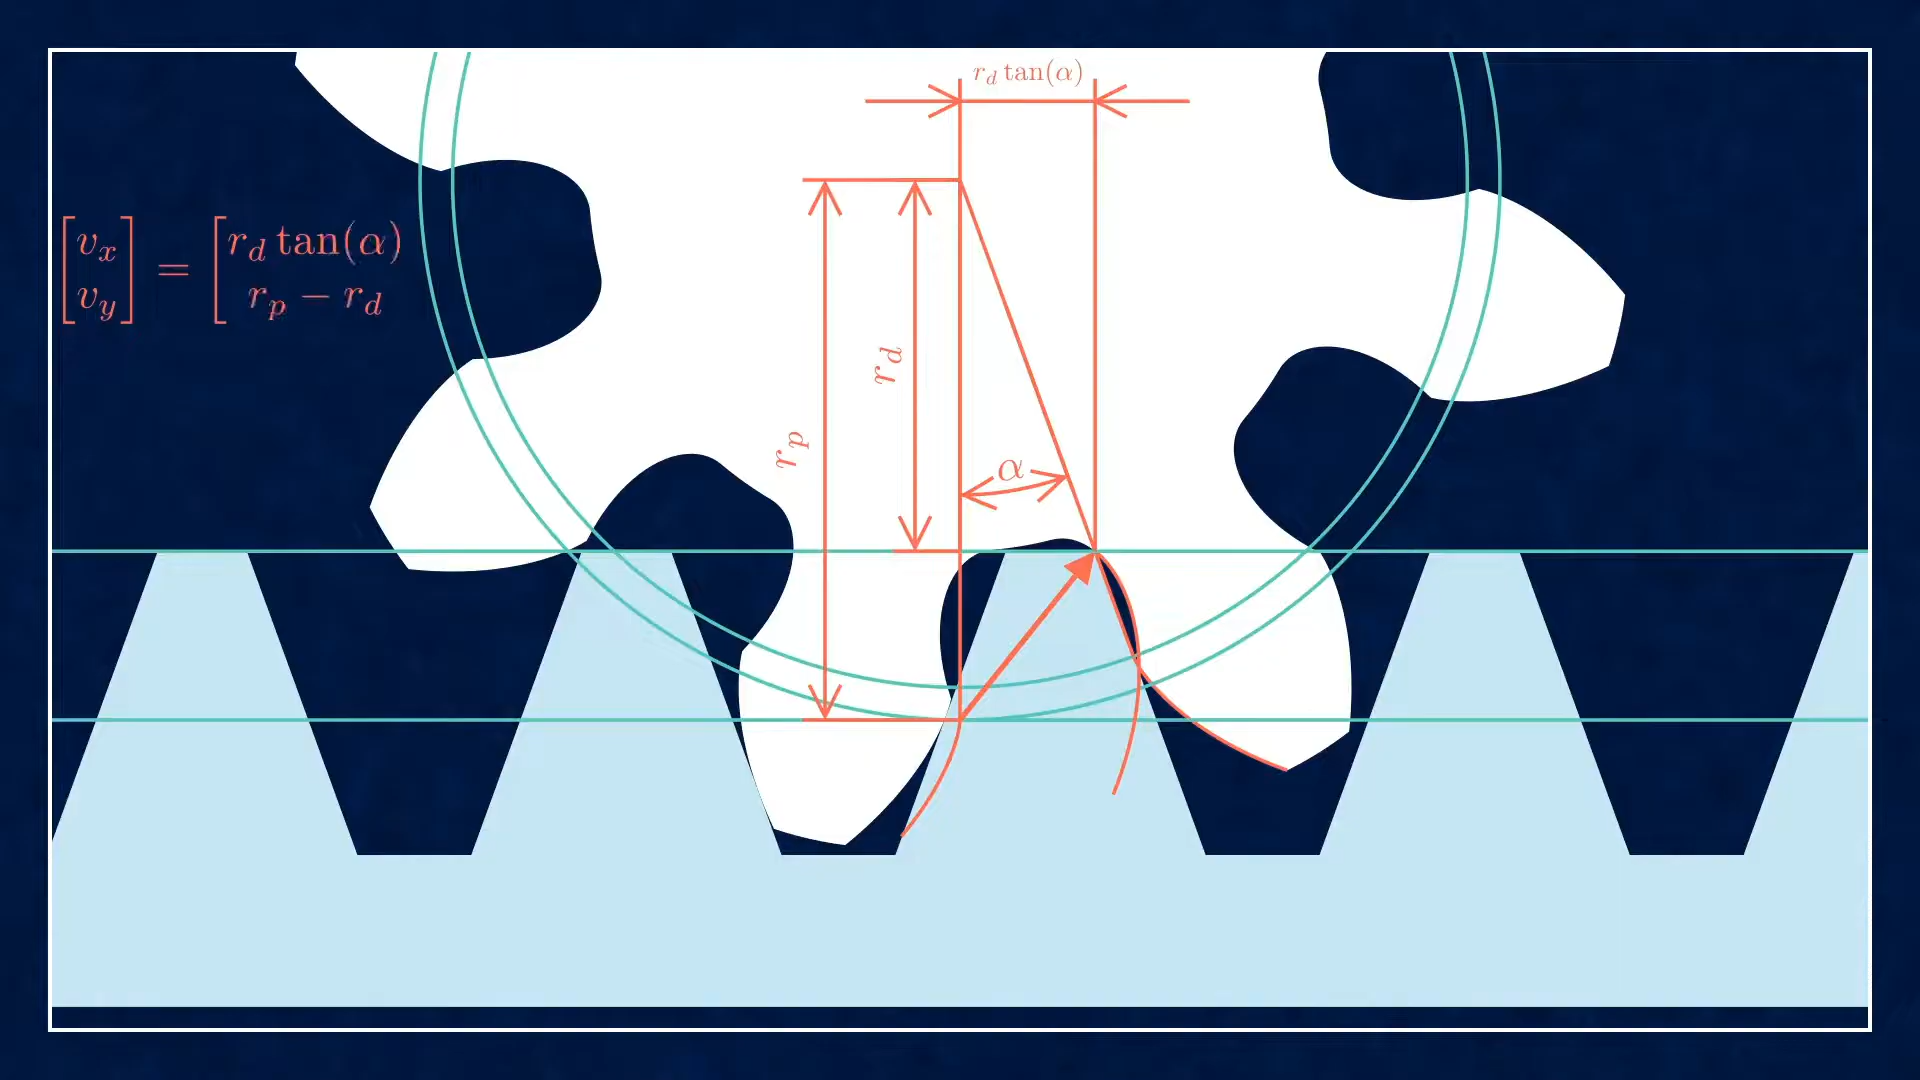 r_d tan(α)
[v_x v_y] = [r_d tan(α) r_p − r_d
r_d
r_p
α